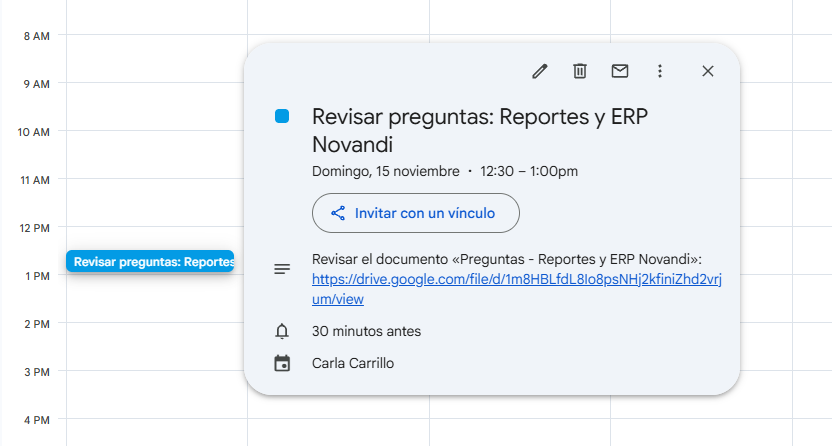 8 AM
9 AM
10 AM
11 AM
12 PM
1 PM
2 PM
3 PM
4 PM
Revisar preguntas: Reportes
Revisar preguntas: Reportes y ERP
Novandi
Domingo, 15 noviembre • 12:30 – 1:00pm
Invitar con un vínculo
Revisar el documento «Preguntas - Reportes y ERP Novandi»:
https://drive.google.com/file/d/1m8HBLfdL8Io8psNHj2kfiniZhd2vrj
um/view
30 minutos antes
Carla Carrillo